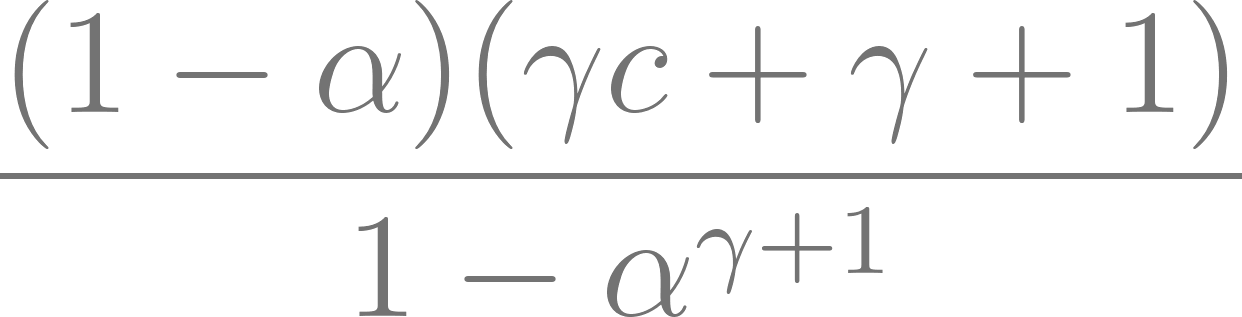 (1 − α)(γc + γ + 1)
1 − α^{γ+1}